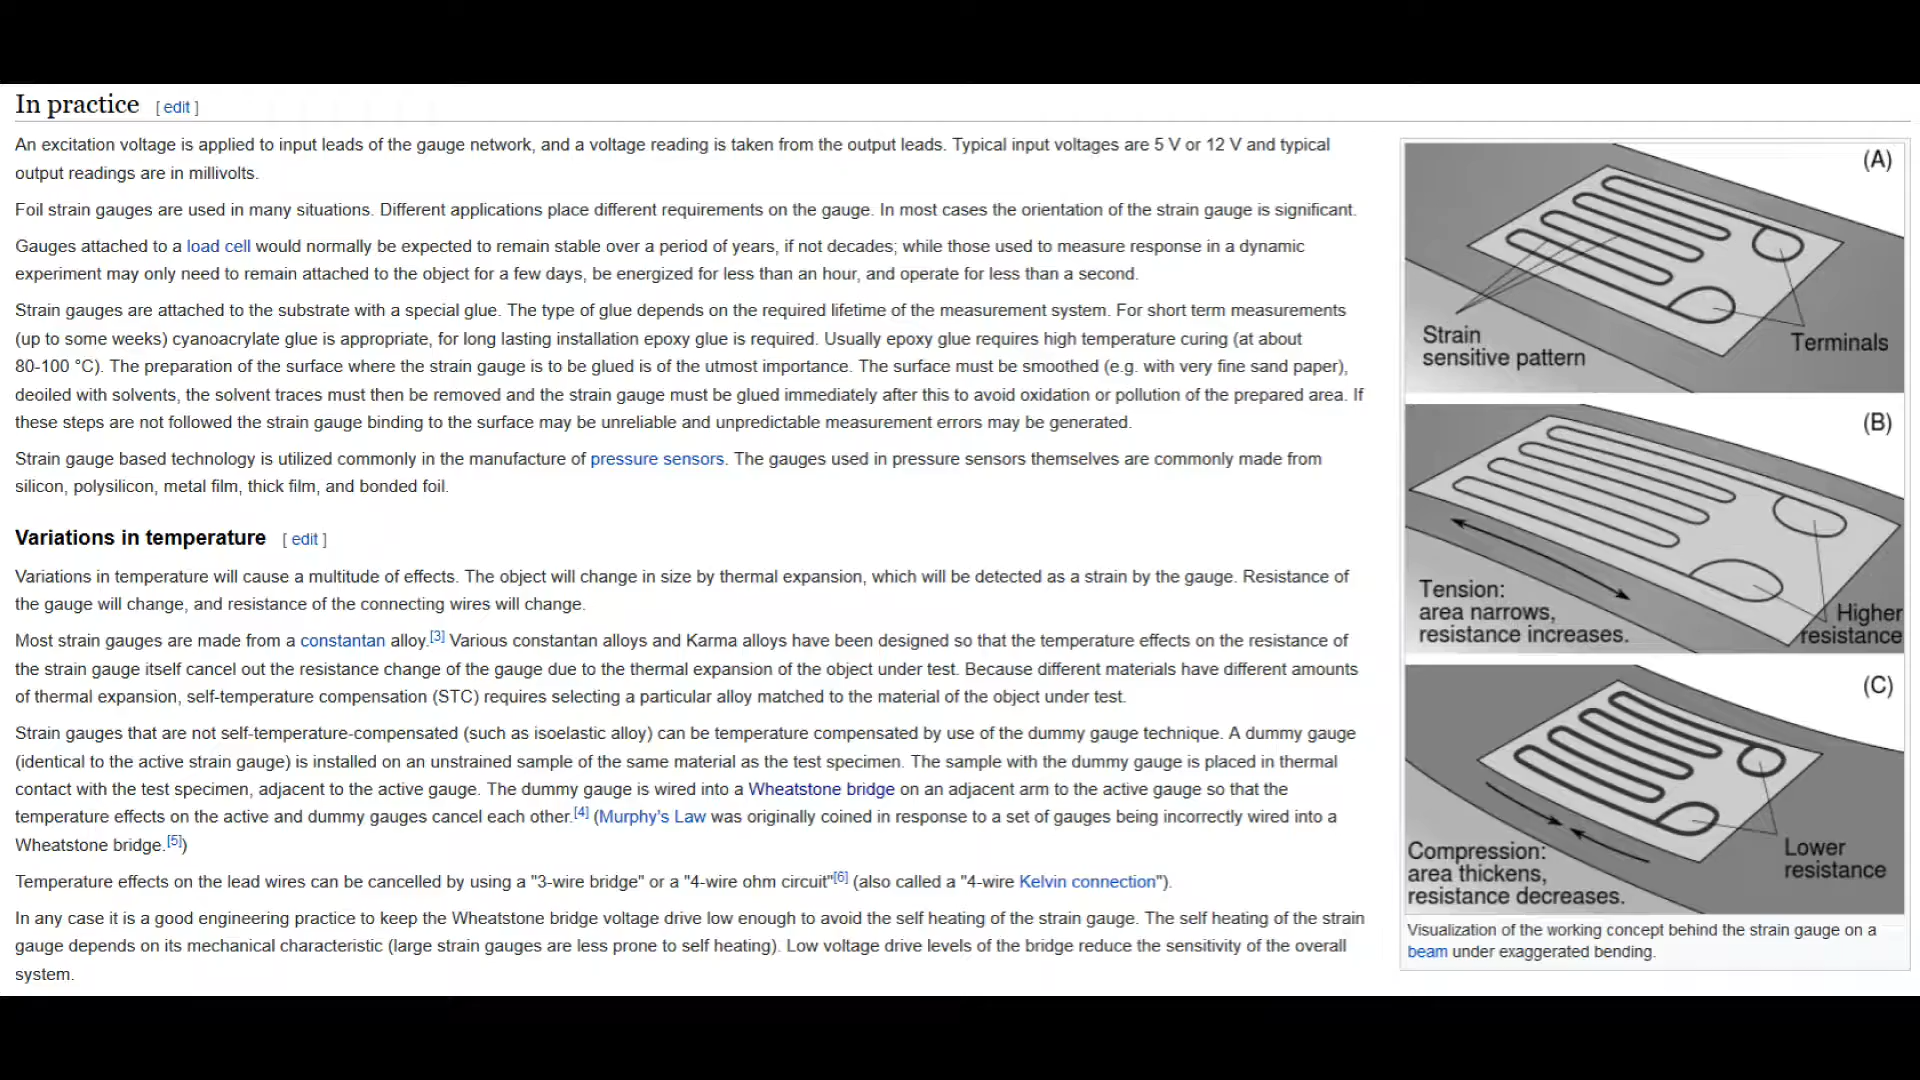 In practice [ edit ]
An excitation voltage is applied to input leads of the gauge network, and a voltage reading is taken from the output leads. Typical input voltages are 5 V or 12 V and typical
output readings are in millivolts.
Foil strain gauges are used in many situations. Different applications place different requirements on the gauge. In most cases the orientation of the strain gauge is significant.
Gauges attached to a load cell would normally be expected to remain stable over a period of years, if not decades; while those used to measure response in a dynamic
experiment may only need to remain attached to the object for a few days, be energized for less than an hour, and operate for less than a second.
Strain gauges are attached to the substrate with a special glue. The type of glue depends on the required lifetime of the measurement system. For short term measurements
(up to some weeks) cyanoacrylate glue is appropriate, for long lasting installation epoxy glue is required. Usually epoxy glue requires high temperature curing (at about
80-100 °C). The preparation of the surface where the strain gauge is to be glued is of the utmost importance. The surface must be smoothed (e.g. with very fine sand paper),
deoiled with solvents, the solvent traces must then be removed and the strain gauge must be glued immediately after this to avoid oxidation or pollution of the prepared area. If
these steps are not followed the strain gauge binding to the surface may be unreliable and unpredictable measurement errors may be generated.
Strain gauge based technology is utilized commonly in the manufacture of pressure sensors. The gauges used in pressure sensors themselves are commonly made from
silicon, polysilicon, metal film, thick film, and bonded foil.
Variations in temperature [ edit ]
Variations in temperature will cause a multitude of effects. The object will change in size by thermal expansion, which will be detected as a strain by the gauge. Resistance of
the gauge will change, and resistance of the connecting wires will change.
Most strain gauges are made from a constantan alloy.[3] Various constantan alloys and Karma alloys have been designed so that the temperature effects on the resistance of
the strain gauge itself cancel out the resistance change of the gauge due to the thermal expansion of the object under test. Because different materials have different amounts
of thermal expansion, self-temperature compensation (STC) requires selecting a particular alloy matched to the material of the object under test.
Strain gauges that are not self-temperature-compensated (such as isoelastic alloy) can be temperature compensated by use of the dummy gauge technique. A dummy gauge
(identical to the active strain gauge) is installed on an unstrained sample of the same material as the test specimen. The sample with the dummy gauge is placed in thermal
contact with the test specimen, adjacent to the active gauge. The dummy gauge is wired into a Wheatstone bridge on an adjacent arm to the active gauge so that the
temperature effects on the active and dummy gauges cancel each other.[4] (Murphy's Law was originally coined in response to a set of gauges being incorrectly wired into a
Wheatstone bridge.[5])
Temperature effects on the lead wires can be cancelled by using a "3-wire bridge" or a "4-wire ohm circuit"[6] (also called a "4-wire Kelvin connection").
In any case it is a good engineering practice to keep the Wheatstone bridge voltage drive low enough to avoid the self heating of the strain gauge. The self heating of the strain
gauge depends on its mechanical characteristic (large strain gauges are less prone to self heating). Low voltage drive levels of the bridge reduce the sensitivity of the overall
system.
(A)
Strain
sensitive pattern
Terminals
(B)
Tension:
area narrows,
resistance increases.
Higher
resistance
(C)
Compression:
area thickens,
resistance decreases.
Lower
resistance
Visualization of the working concept behind the strain gauge on a
beam under exaggerated bending.